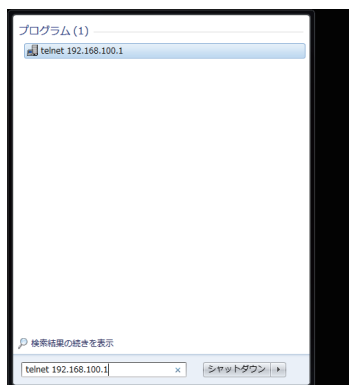 プログラム (1)
telnet 192.168.100.1
検索結果の続きを表示
telnet 192.168.100.1
シャットダウン